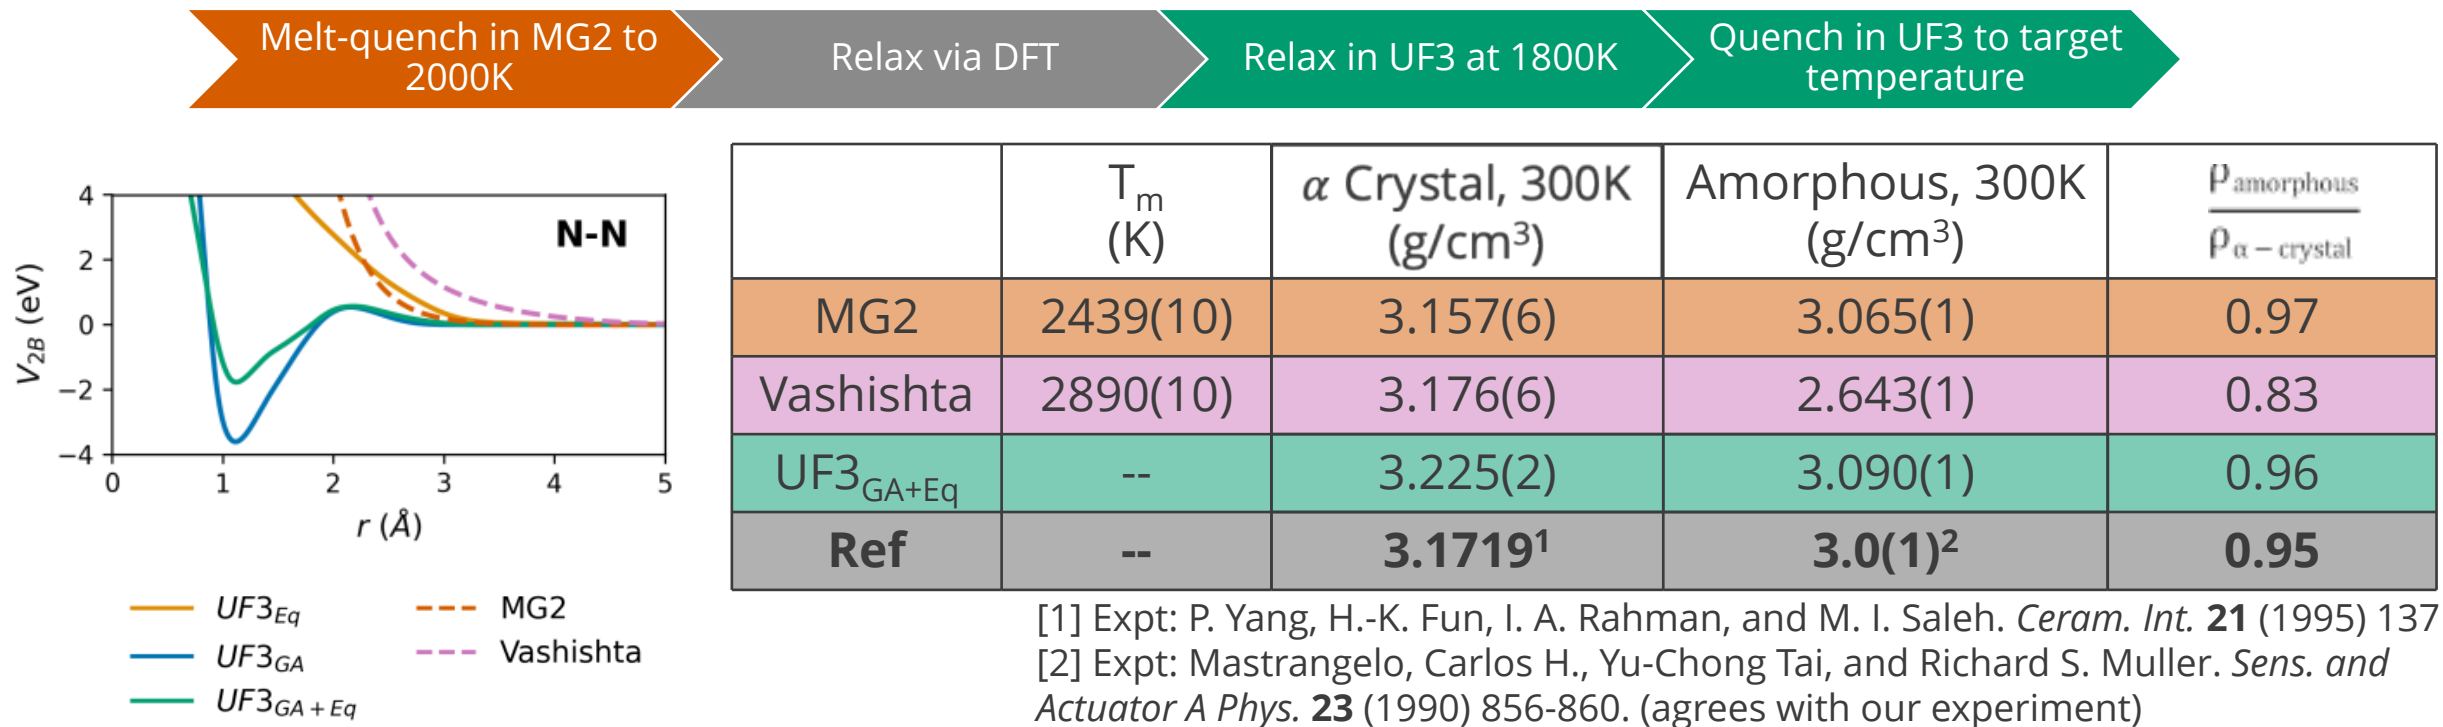 Melt-quench in MG2 to
2000K
Relax via DFT
Relax in UF3 at 1800K
Quench in UF3 to target
temperature
4
2
0
−2
−4
V2B (eV)
N-N
0 1 2 3 4 5
r (Å)
UF3Eq
UF3GA
UF3GA + Eq
MG2
Vashishta
Tm
(K)
α Crystal, 300K
(g/cm³)
Amorphous, 300K
(g/cm³)
ρ amorphous
ρ α − crystal
MG2 2439(10) 3.157(6) 3.065(1) 0.97
Vashishta 2890(10) 3.176(6) 2.643(1) 0.83
UF3GA+Eq -- 3.225(2) 3.090(1) 0.96
Ref -- 3.1719¹ 3.0(1)² 0.95
[1] Expt: P. Yang, H.-K. Fun, I. A. Rahman, and M. I. Saleh. Ceram. Int. 21 (1995) 137
[2] Expt: Mastrangelo, Carlos H., Yu-Chong Tai, and Richard S. Muller. Sens. and
Actuator A Phys. 23 (1990) 856-860. (agrees with our experiment)